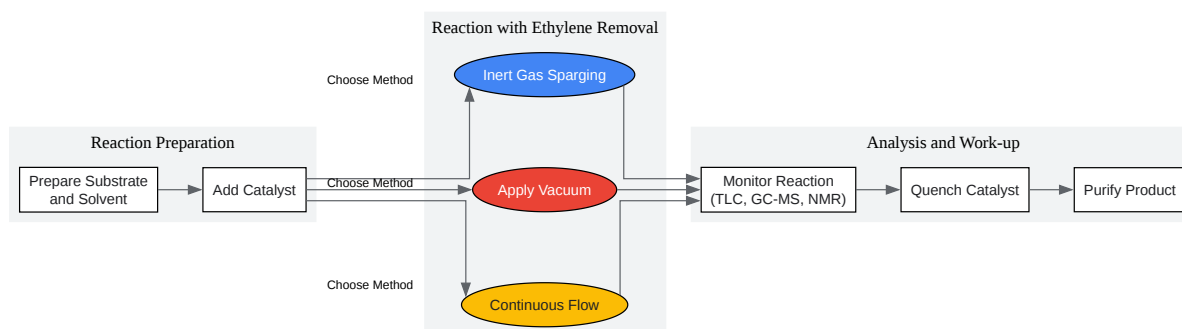 Reaction with Ethylene Removal
Choose Method
Inert Gas Sparging
Reaction Preparation
Prepare Substrate
and Solvent
Add Catalyst
Choose Method
Apply Vacuum
Analysis and Work-up
Monitor Reaction
(TLC, GC-MS, NMR)
Quench Catalyst
Purify Product
Choose Method
Continuous Flow